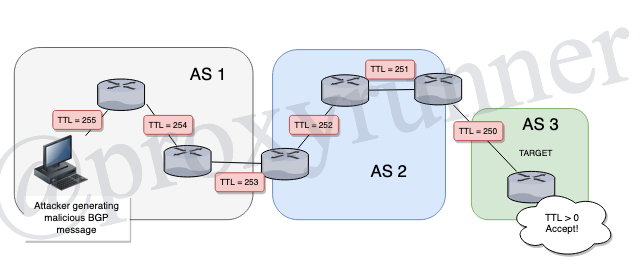 AS 1
TTL = 255
TTL = 254
TTL = 253
Attacker generating
malicious BGP
message
AS 2
TTL = 252
TTL = 251
TTL = 250
AS 3
TARGET
TTL > 0
Accept!
@proxyrunner